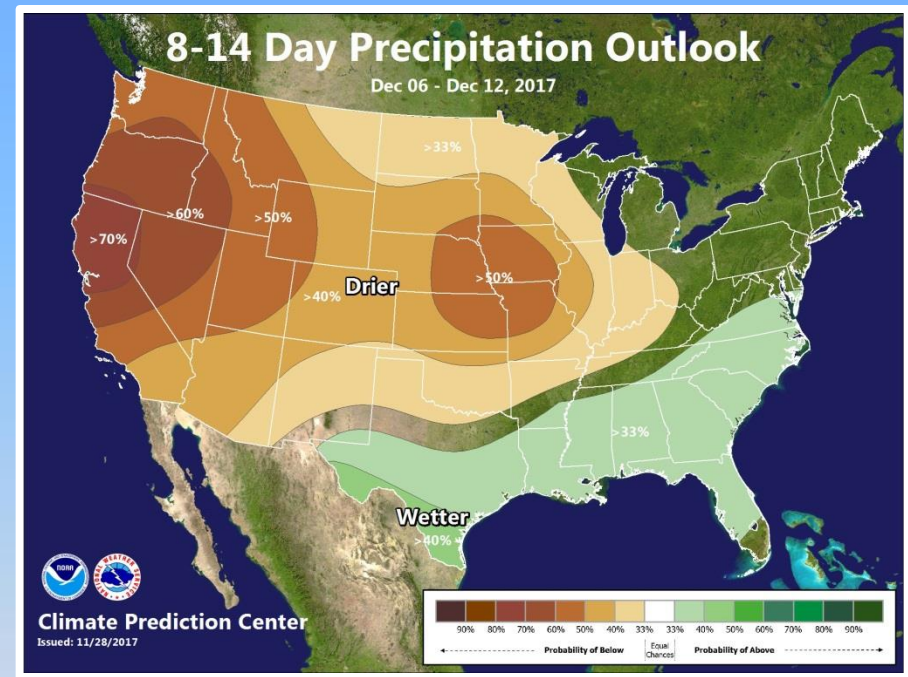 8-14 Day Precipitation Outlook
Dec 06 - Dec 12, 2017
>33%
>60%
>50%
>70%
>50%
Drier
>40%
>33%
Wetter
>40%
NOAA
Climate Prediction Center
Issued: 11/28/2017
90% 80% 70% 60% 50% 40% 33% 33% 40% 50% 60% 70% 80% 90%
Probability of Below Equal Chances Probability of Above